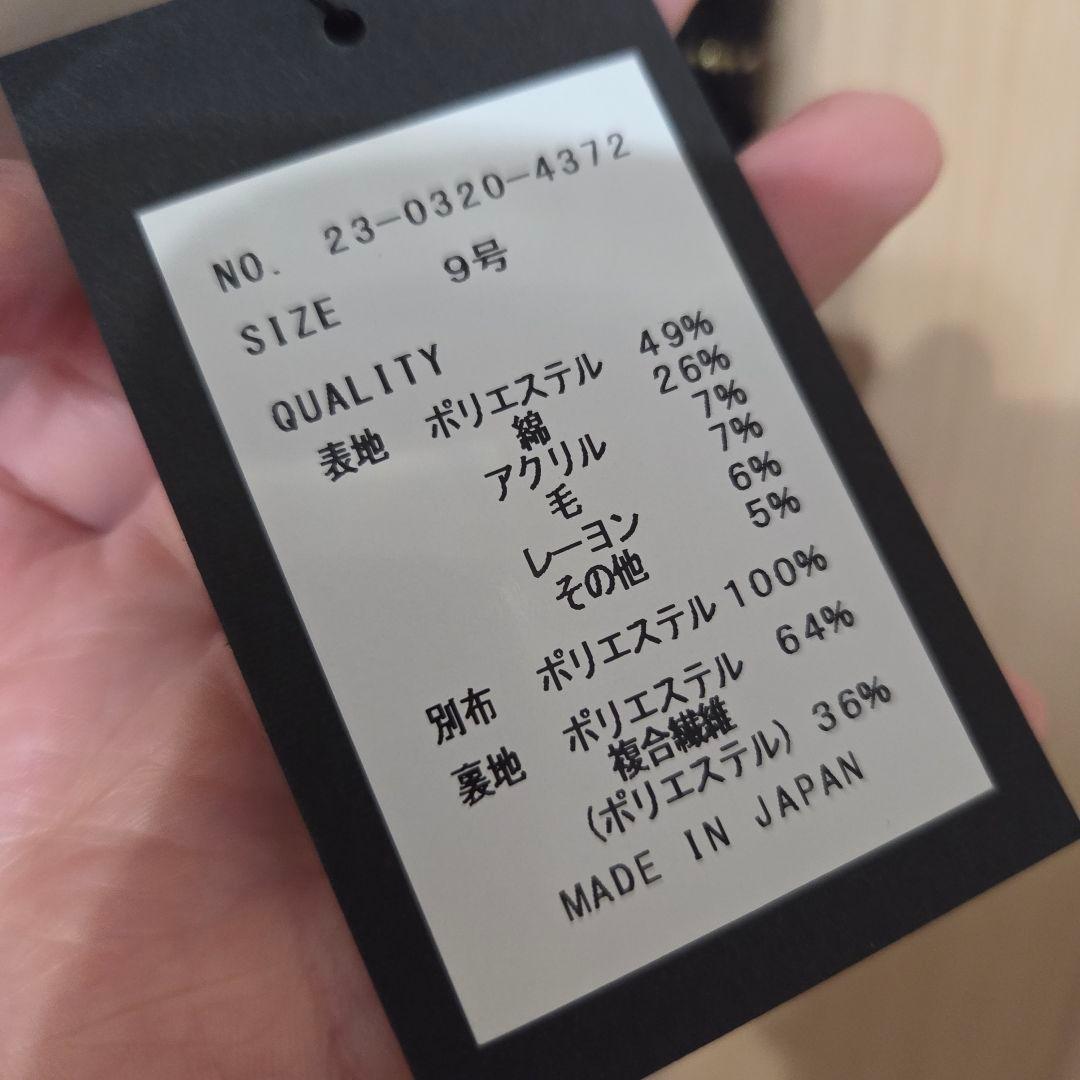 NO. 23-0320-4372
SIZE 9号
QUALITY
表地 ポリエステル 49%
綿 26%
アクリル 7%
毛 7%
レーヨン 6%
その他 5%
別布 ポリエステル 100%
裏地 ポリエステル 64%
複合繊維
(ポリエステル) 36%
MADE IN JAPAN